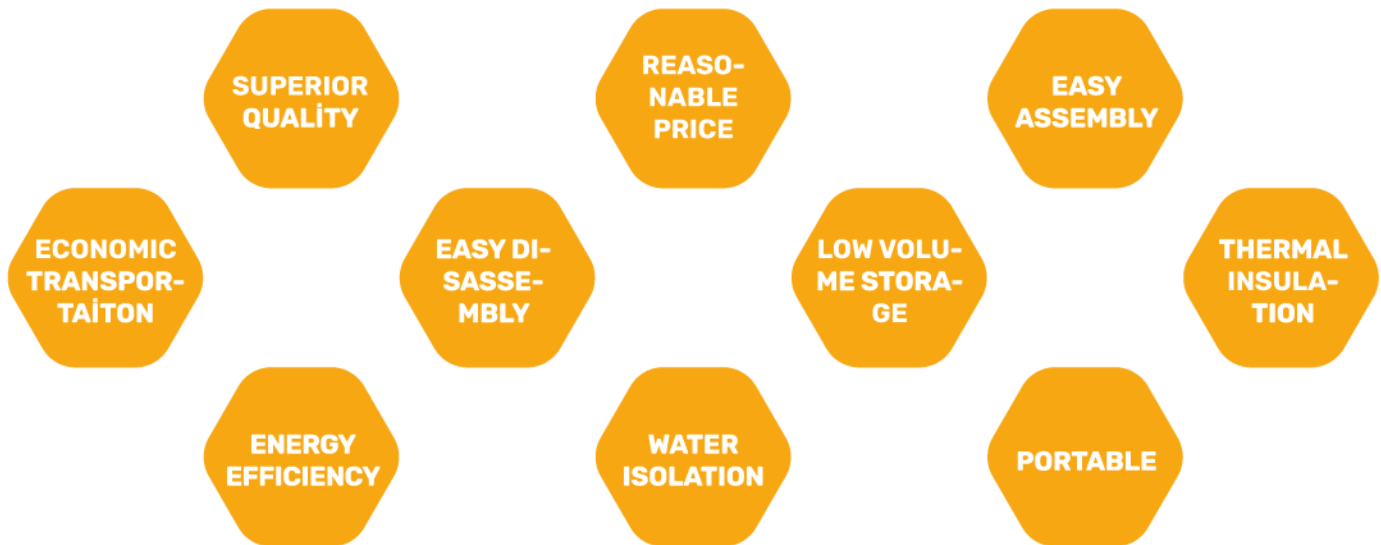 SUPERIOR
QUALİTY
REASO-
NABLE
PRICE
EASY
ASSEMBLY
ECONOMIC
TRANSPOR-
TAİTON
EASY DI-
SASSE-
MBLY
LOW VOLU-
ME STORA-
GE
THERMAL
INSULA-
TION
ENERGY
EFFICIENCY
WATER
ISOLATION
PORTABLE